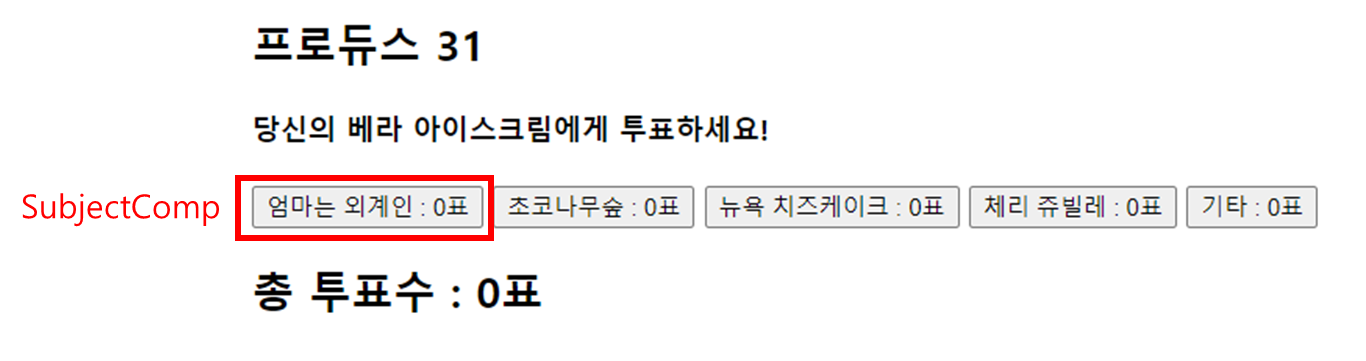 프로듀스 31
당신의 베라 아이스크림에게 투표하세요!
SubjectComp 엄마는 외계인 : 0표 초코나무숲 : 0표 뉴욕 치즈케이크 : 0표 체리 쥬빌레 : 0표 기타 : 0표
총 투표수 : 0표